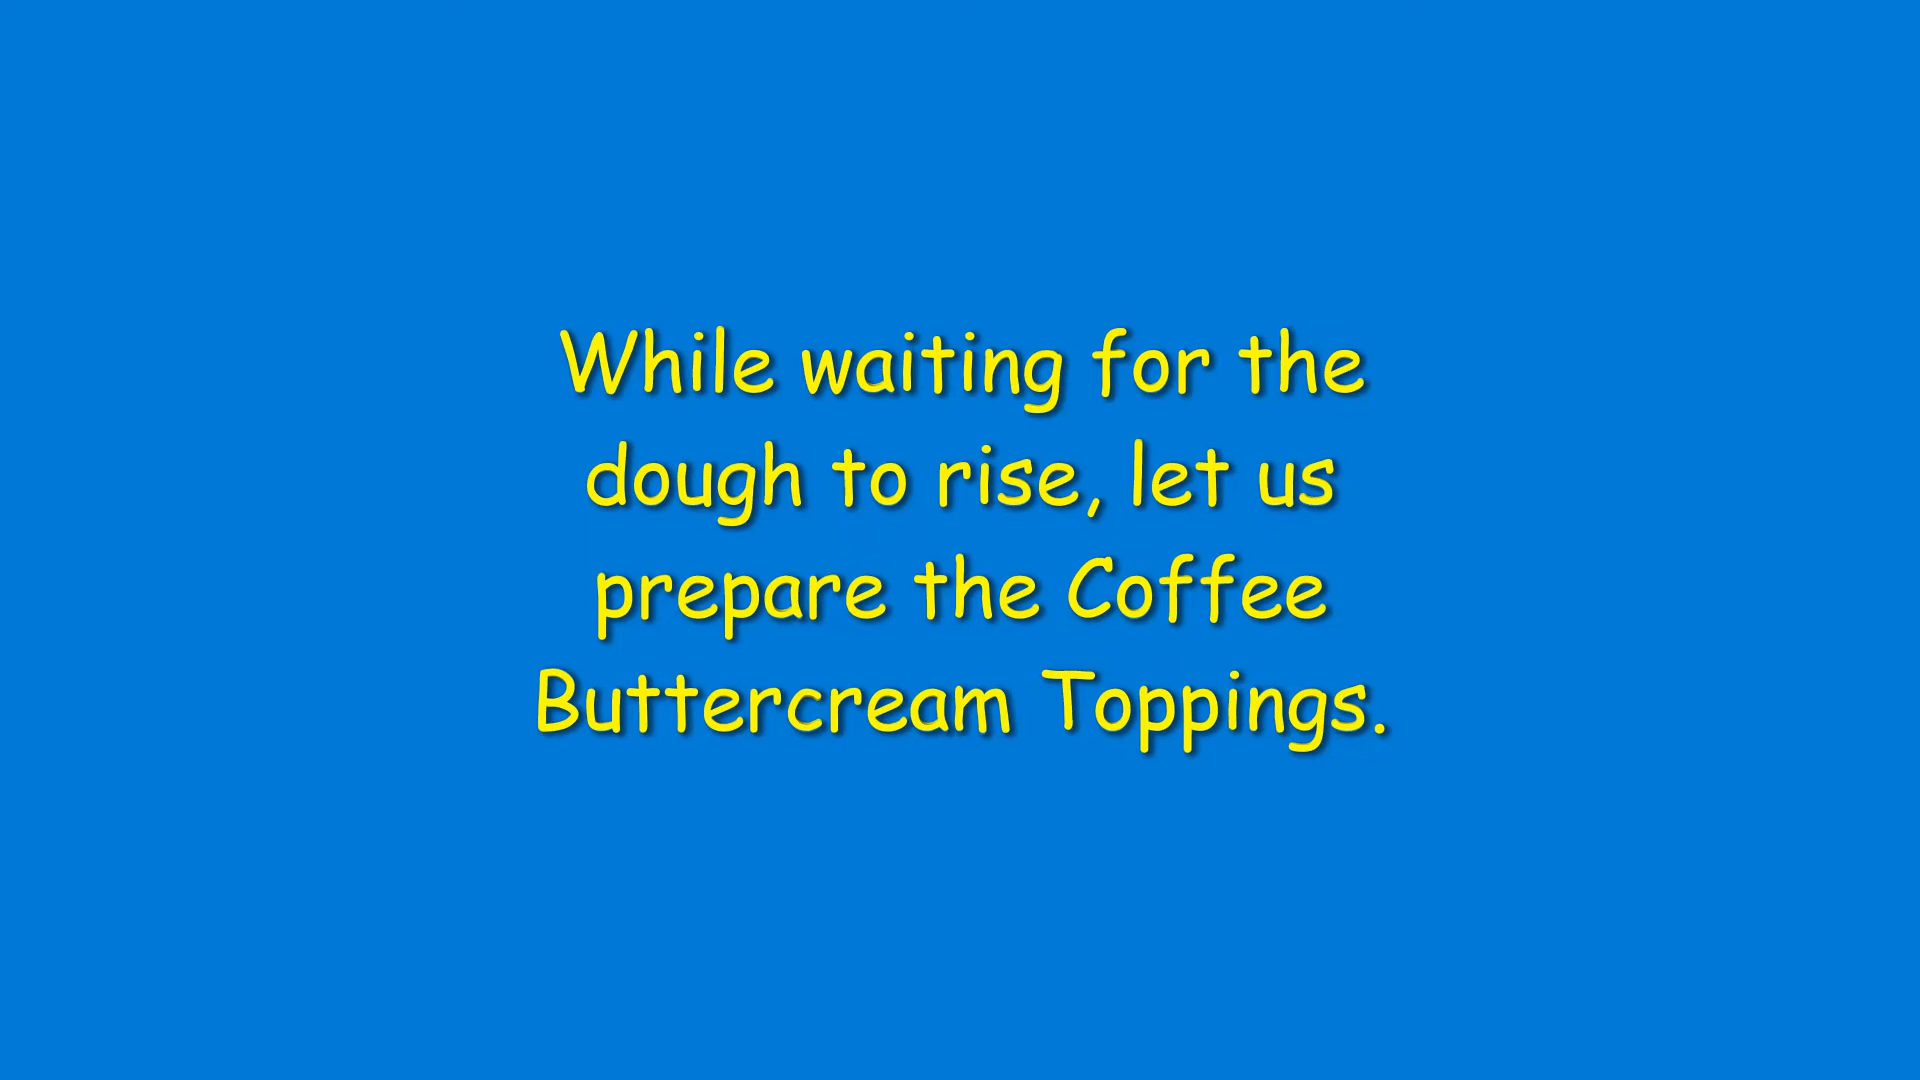 While waiting for the
dough to rise, let us
prepare the Coffee
Buttercream Toppings.